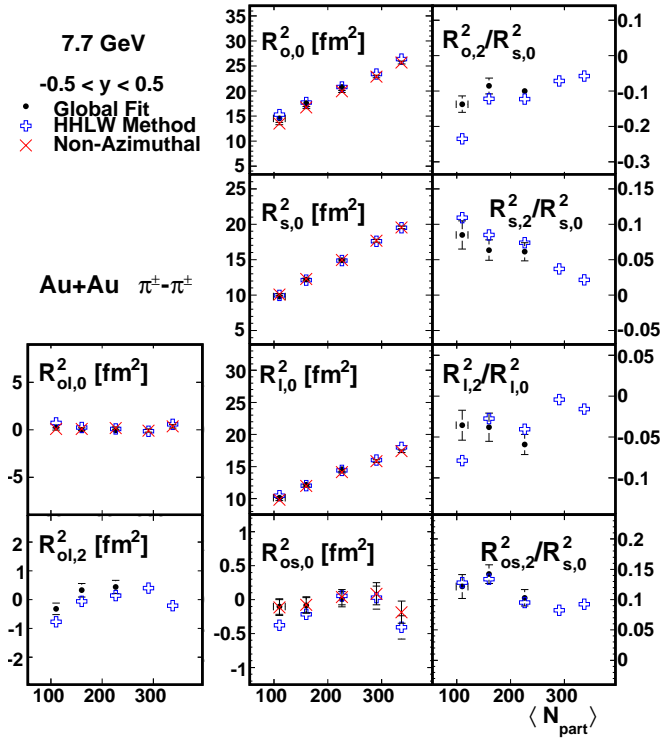 7.7 GeV
-0.5 < y < 0.5
Global Fit
HHLW Method
Non-Azimuthal
Au+Au π±-π±
R²o,0 [fm²]
35
30
25
20
15
10
5
R²o,2/R²s,0
0.1
0
-0.1
-0.2
-0.3
R²s,0 [fm²]
25
20
15
10
5
R²s,2/R²s,0
0.15
0.1
0.05
0
-0.05
R²ol,0 [fm²]
5
0
-5
R²l,0 [fm²]
30
25
20
15
10
R²l,2/R²l,0
0.05
0
-0.05
-0.1
R²ol,2 [fm²]
2
1
0
-1
-2
R²os,0 [fm²]
1
0.5
0
-0.5
-1
R²os,2/R²s,0
0.2
0.15
0.1
0.05
0
100 200 300
100 200 300
100 200 300
⟨ Npart ⟩